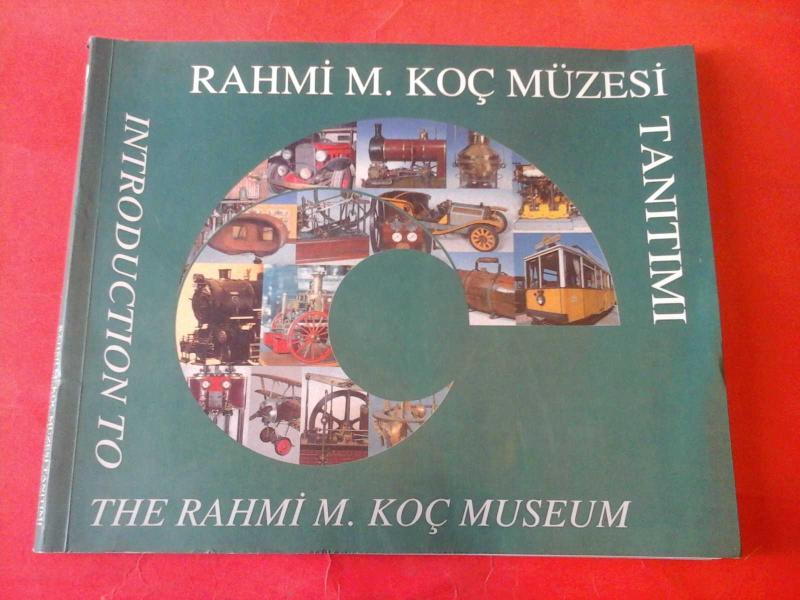 RAHMİ M. KOÇ MÜZESİ
TANITIMI
INTRODUCTION TO
THE RAHMİ M. KOÇ MUSEUM